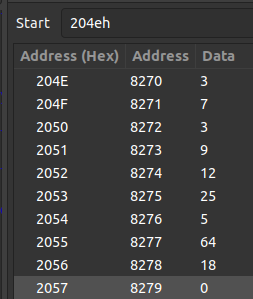 Start 204eh
Address (Hex) Address Data
204E 8270 3
204F 8271 7
2050 8272 3
2051 8273 9
2052 8274 12
2053 8275 25
2054 8276 5
2055 8277 64
2056 8278 18
2057 8279 0